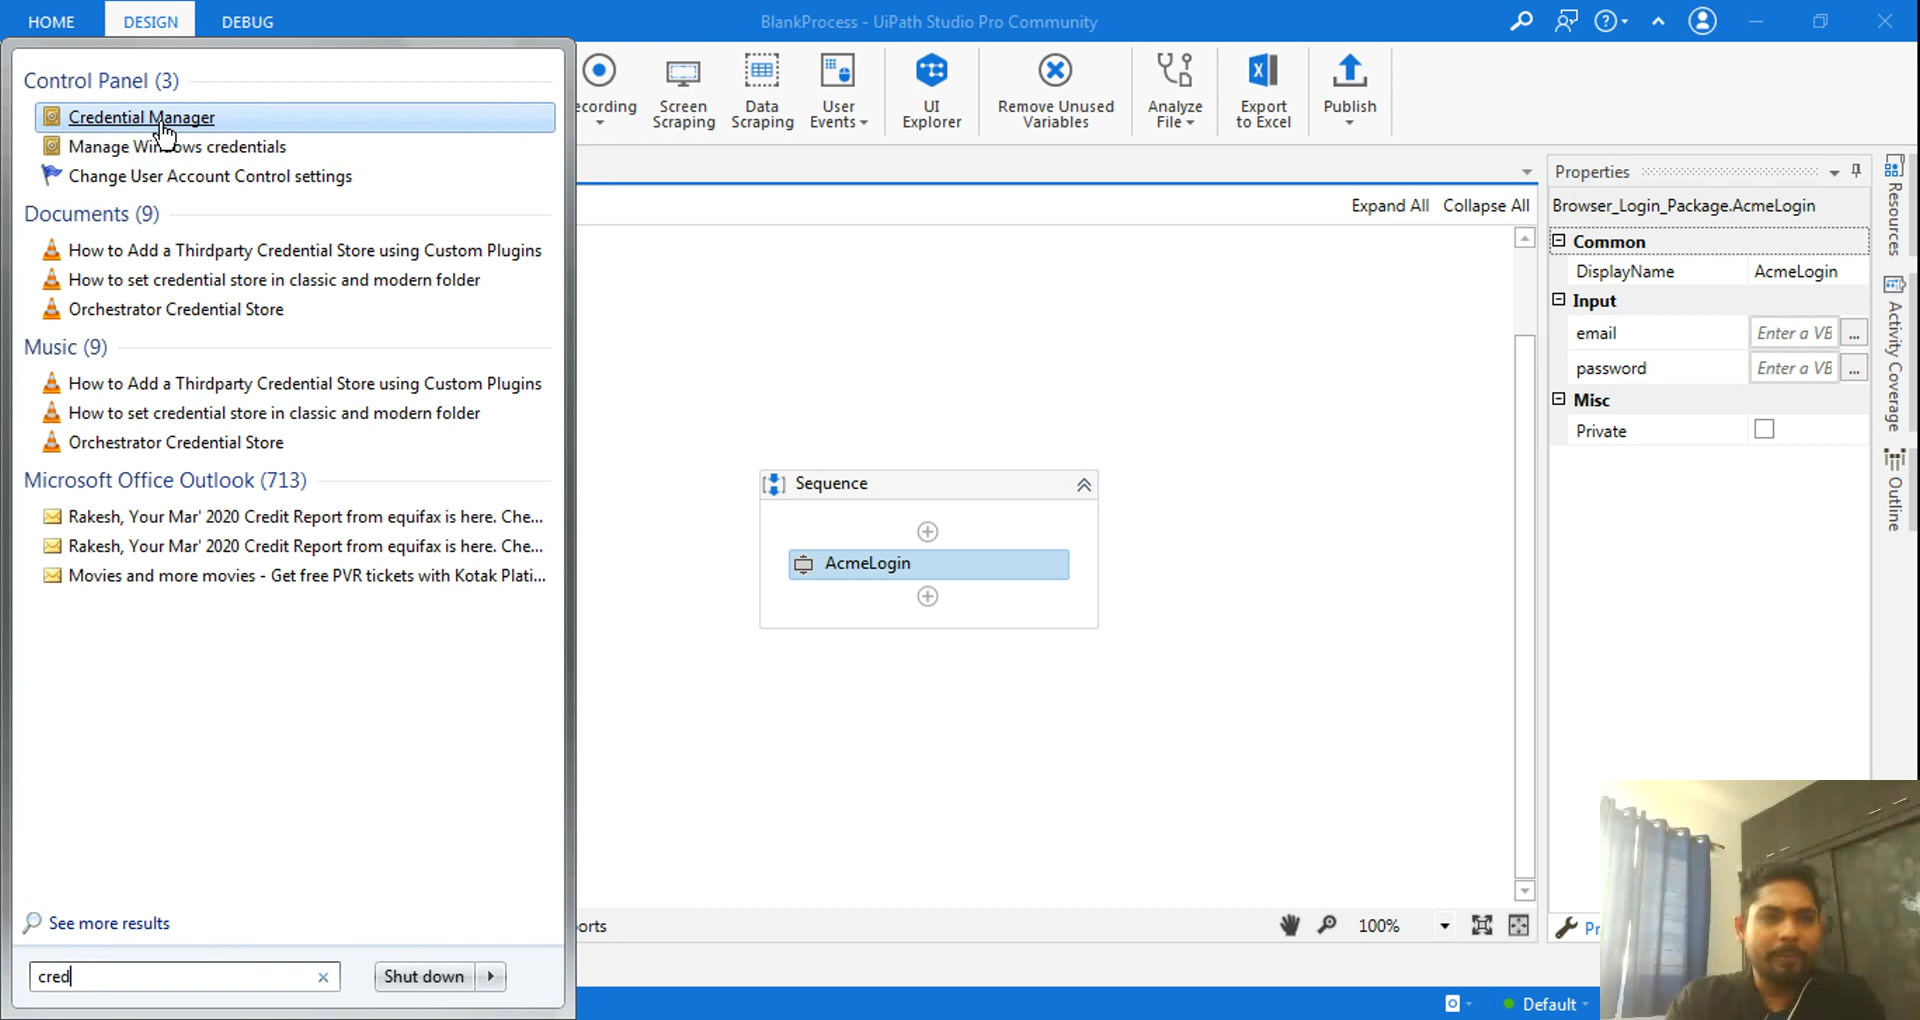 HOME DESIGN DEBUG
BlankProcess - UiPath Studio Pro Community
Control Panel (3)
Credential Manager
Manage Windows credentials
Change User Account Control settings
Documents (9)
How to Add a Thirdparty Credential Store using Custom Plugins
How to set credential store in classic and modern folder
Orchestrator Credential Store
Music (9)
How to Add a Thirdparty Credential Store using Custom Plugins
How to set credential store in classic and modern folder
Orchestrator Credential Store
Microsoft Office Outlook (713)
Rakesh, Your Mar' 2020 Credit Report from equifax is here. Che...
Rakesh, Your Mar' 2020 Credit Report from equifax is here. Che...
Movies and more movies - Get free PVR tickets with Kotak Plati...
See more results
cred
Shut down
ecording
Screen
Scraping
Data
Scraping
User
Events
UI
Explorer
Remove Unused
Variables
Analyze
File
Export
to Excel
Publish
Expand All Collapse All
Sequence
AcmeLogin
orts
100%
Properties
Browser_Login_Package.AcmeLogin
Common
DisplayName AcmeLogin
Input
email Enter a VB
password Enter a VB
Misc
Private
Pr
Resources
Activity Coverage
Outline
Default